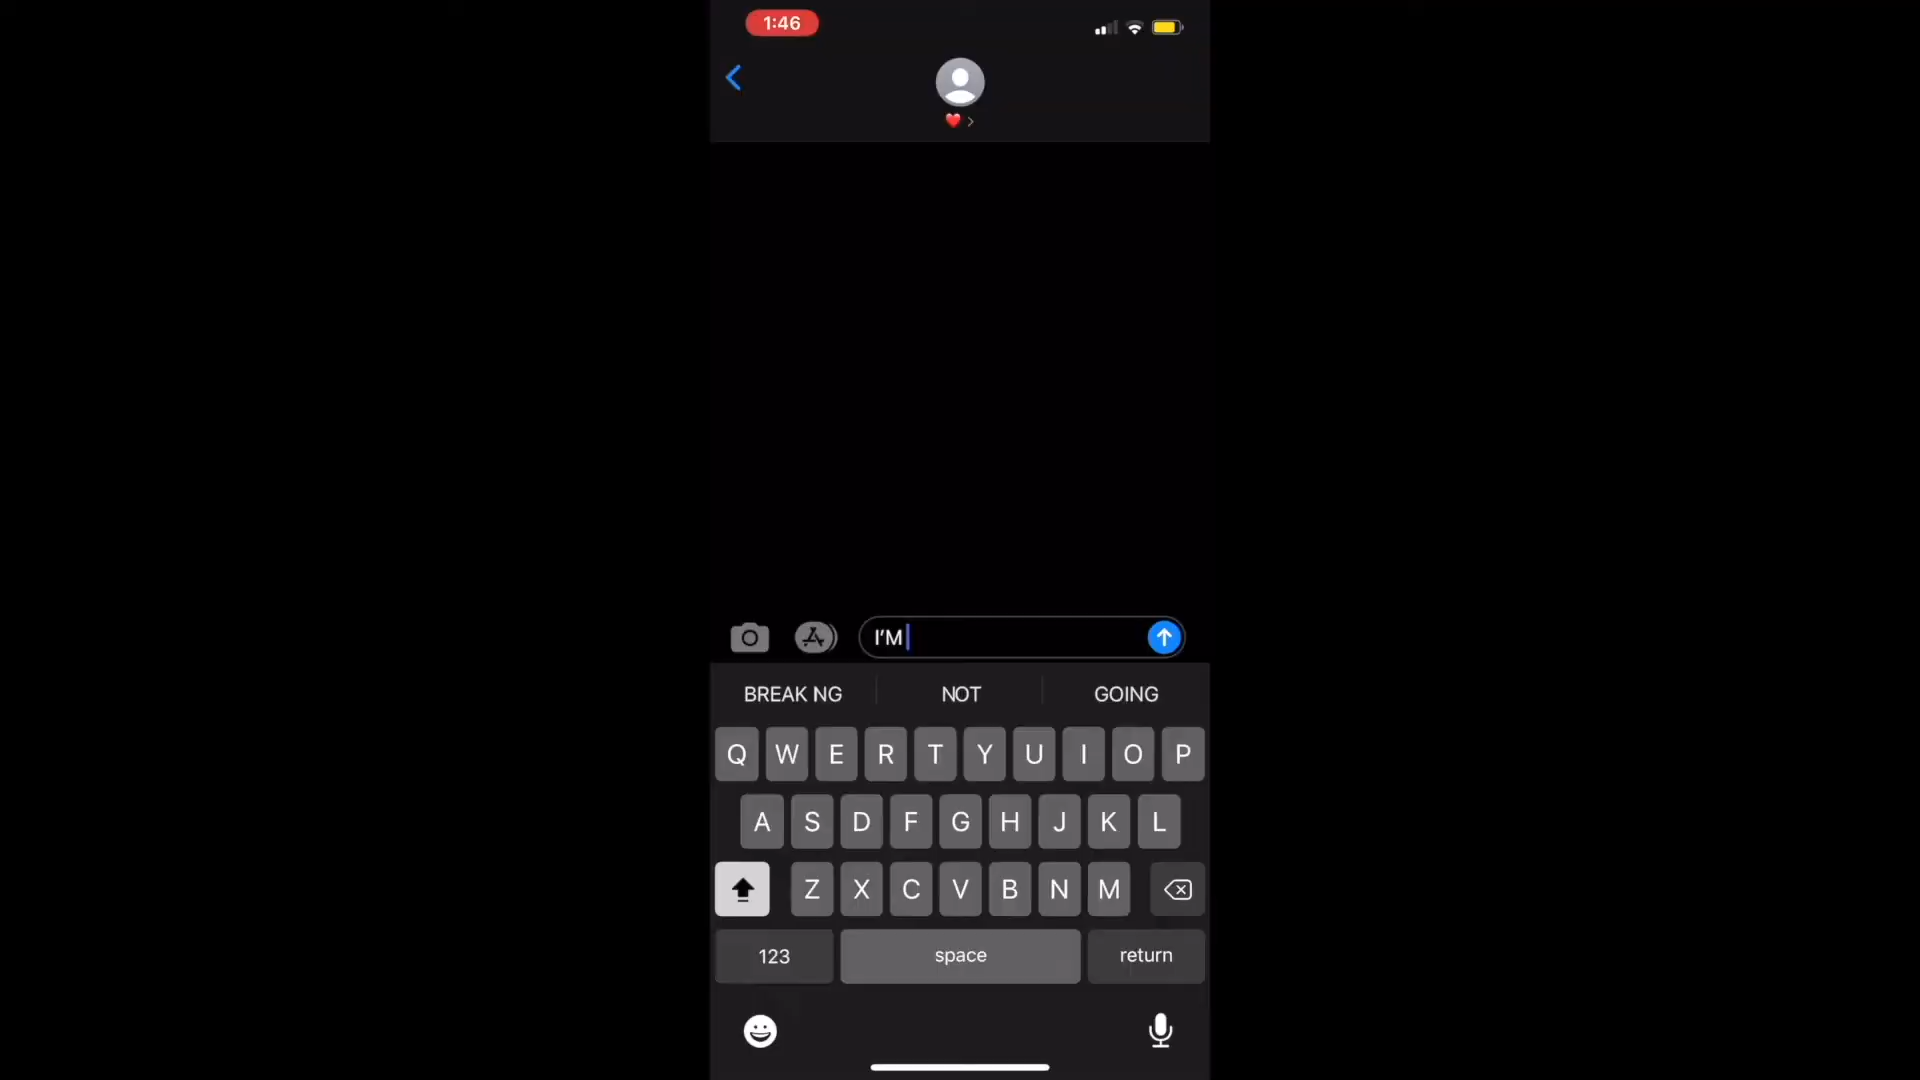 1:46
❤️ >
I'M
BREAK NG NOT GOING
Q W E R T Y U I O P
A S D F G H J K L
Z X C V B N M
123 space return